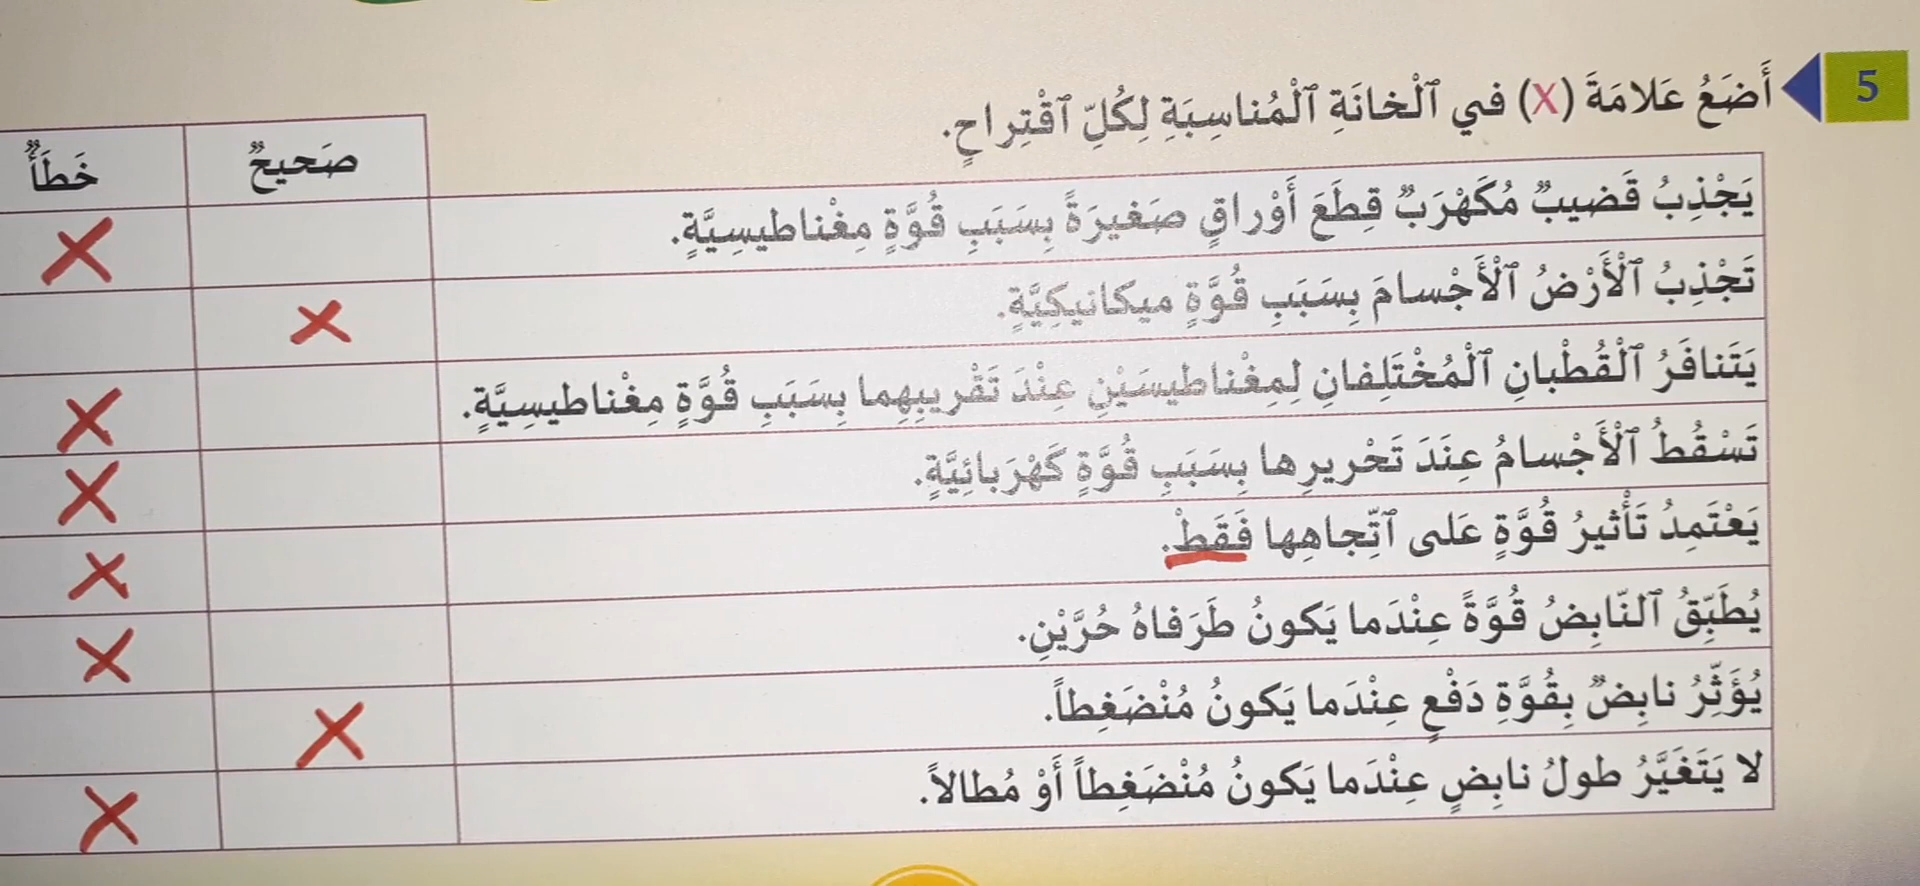 5
أَضَعُ عَلامَةَ (X) في ٱلْخانَةِ ٱلْمُناسِبَةِ لِكُلِّ ٱقْتِراحٍ.
صَحيحٌ خَطَأٌ
يَجْذِبُ قَضيبٌ مُكَهْرَبٌ قِطَعَ أَوْراقٍ صَغيرَةً بِسَبَبِ قُوَّةٍ مِغْناطيسِيَّةٍ. X
تَجْذِبُ ٱلْأَرْضُ ٱلْأَجْسامَ بِسَبَبِ قُوَّةٍ ميكانيكِيَّةٍ. X
يَتَنافَرُ ٱلْقُطْبانِ ٱلْمُخْتَلِفانِ لِمِغْناطيسَيْنِ عِنْدَ تَقْريبِهِما بِسَبَبِ قُوَّةٍ مِغْناطيسِيَّةٍ. X
تَسْقُطُ ٱلْأَجْسامُ عِنَدَ تَحْريرِها بِسَبَبِ قُوَّةٍ كَهْرَبائِيَّةٍ. X
يَعْتَمِدُ تَأْثيرُ قُوَّةٍ عَلى ٱتِّجاهِها فَقَطْ. X
يُطَبِّقُ ٱلنّابِضُ قُوَّةً عِنْدَما يَكونُ طَرَفاهُ حُرَّيْنِ. X
يُؤَثِّرُ نابِضٌ بِقُوَّةِ دَفْعٍ عِنْدَما يَكونُ مُنْضَغِطاً. X
لا يَتَغَيَّرُ طولُ نابِضٍ عِنْدَما يَكونُ مُنْضَغِطاً أَوْ مُطالاً. X